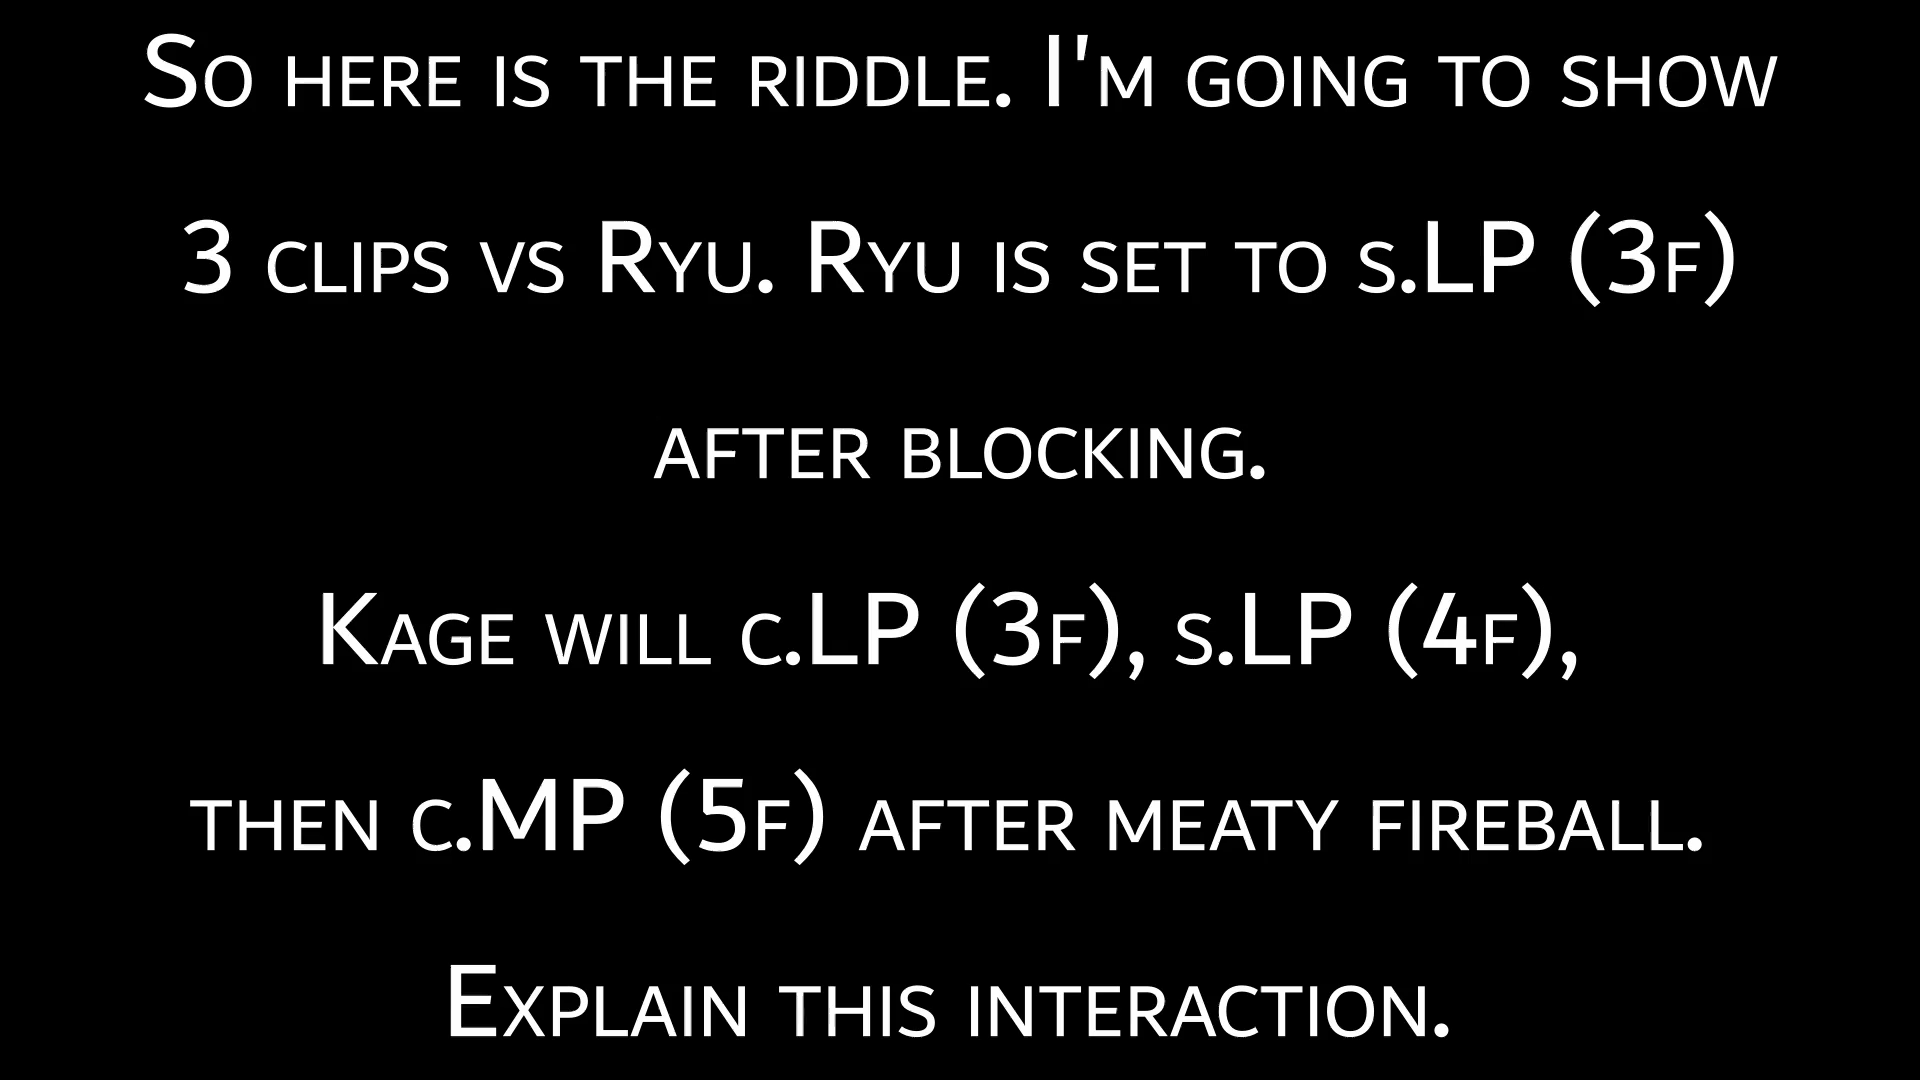 So here is the riddle. I'm going to show
3 clips vs Ryu. Ryu is set to s.LP (3f)
after blocking.
Kage will c.LP (3f), s.LP (4f),
then c.MP (5f) after meaty fireball.
Explain this interaction.